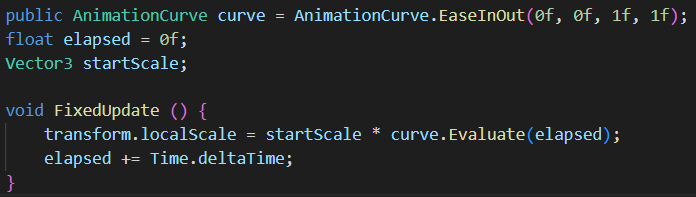 public AnimationCurve curve = AnimationCurve.EaseInOut(0f, 0f, 1f, 1f);
float elapsed = 0f;
Vector3 startScale;

void FixedUpdate () {
    transform.localScale = startScale * curve.Evaluate(elapsed);
    elapsed += Time.deltaTime;
}